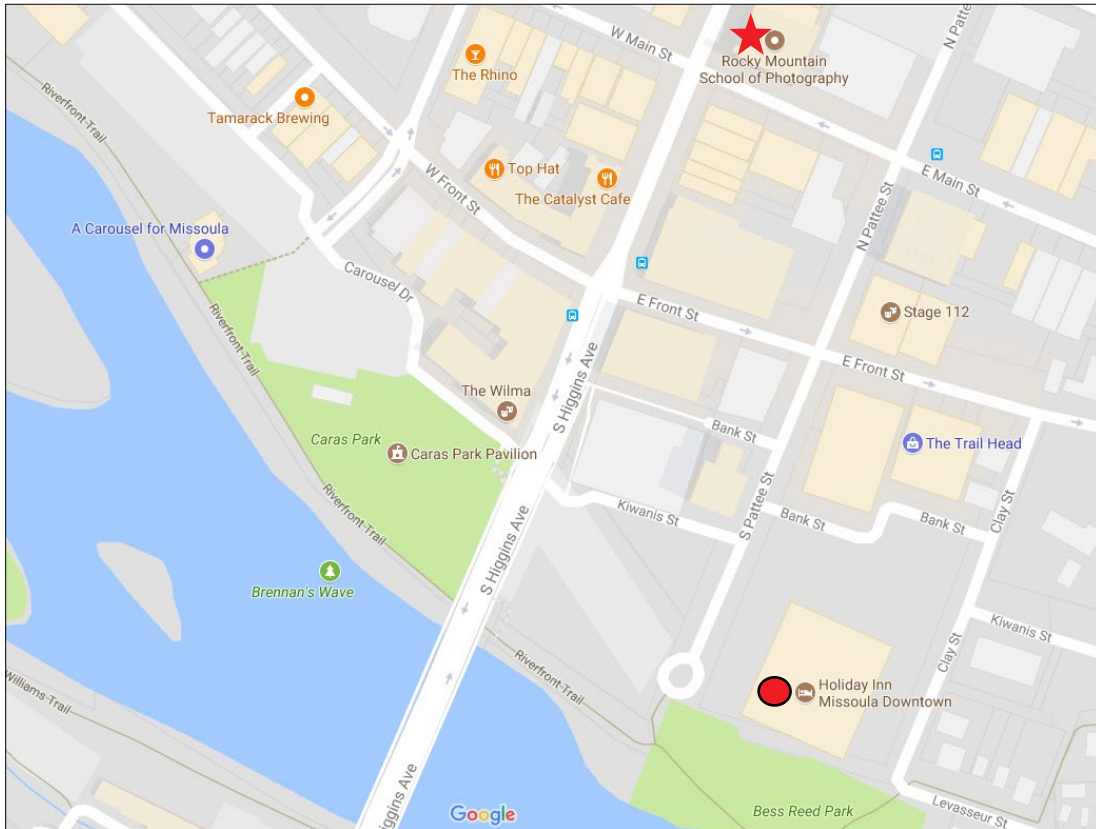 W Main St
N Pattee St
Rocky Mountain
School of Photography
The Rhino
Riverfront-Trail
Tamarack Brewing
Top Hat
W Front St
The Catalyst Cafe
E Main St
N Pattee St
A Carousel for Missoula
Carousel Dr
E Front St
Stage 112
Riverfront-Trail
E Front St
S Higgins Ave
The Wilma
Bank St
The Trail Head
Caras Park
Caras Park Pavilion
Riverfront-Trail
Kiwanis St
S Pattee St
Bank St
Bank St
Clay St
S Higgins Ave
Brennan's Wave
Kiwanis St
Clay St
Riverfront-Trail
Williams-Trail
Holiday Inn
Missoula Downtown
Higgins Ave
Google
Bess Reed Park
Levasseur St